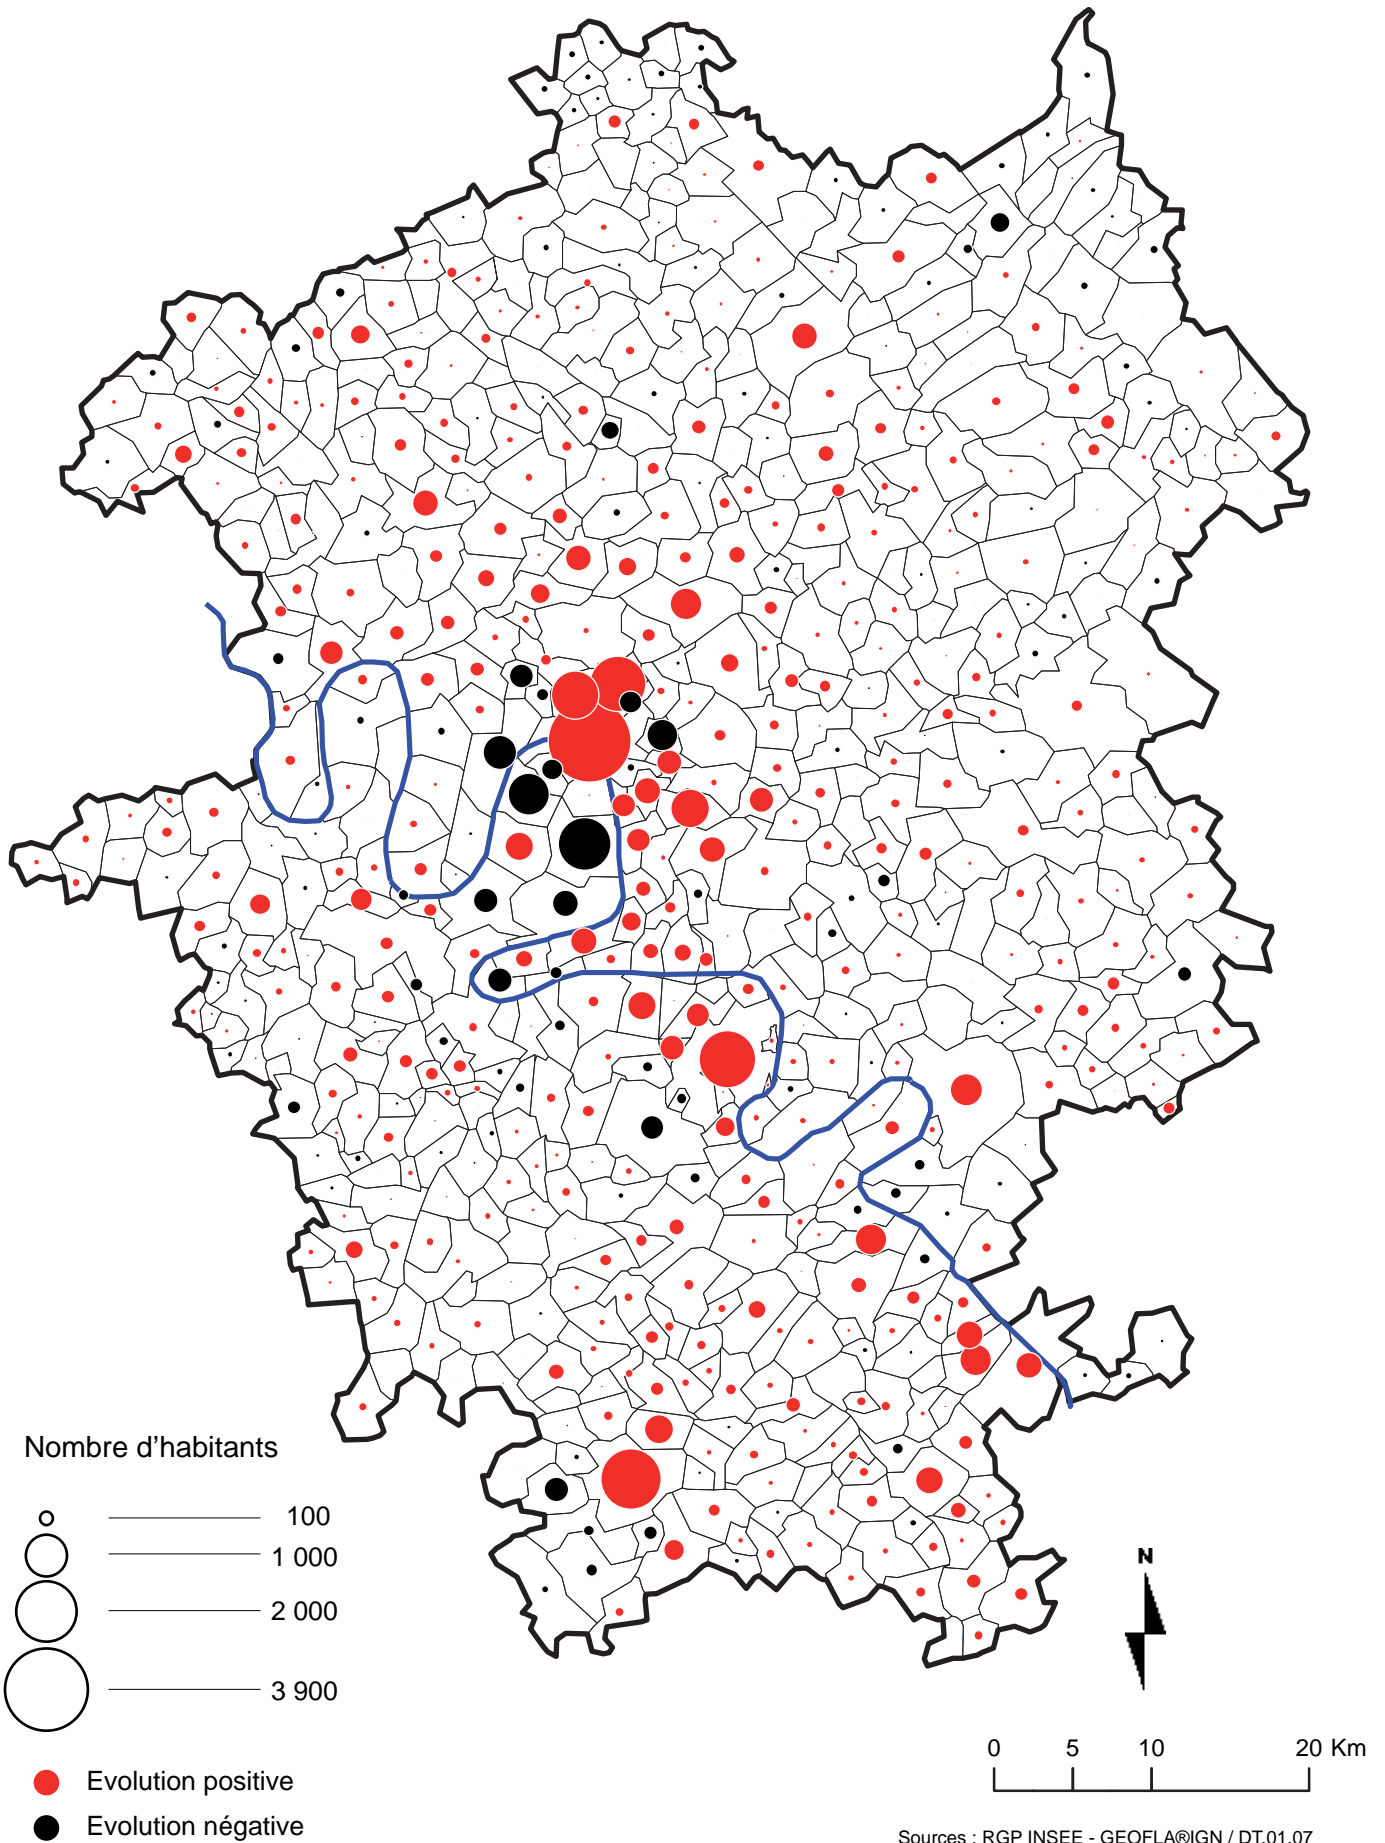 Nombre d’habitants
100
1 000
2 000
3 900
Evolution positive
Evolution négative
N
0 5 10 20 Km
Sources : RGP INSEE - GEOFLA®IGN / DT.01.07